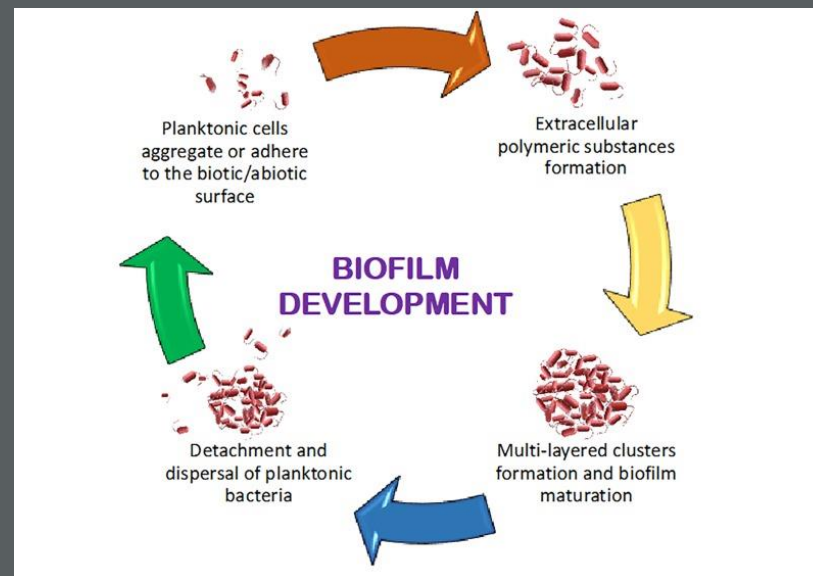 Planktonic cells
aggregate or adhere
to the biotic/abiotic
surface
Extracellular
polymeric substances
formation
BIOFILM
DEVELOPMENT
Detachment and
dispersal of planktonic
bacteria
Multi-layered clusters
formation and biofilm
maturation